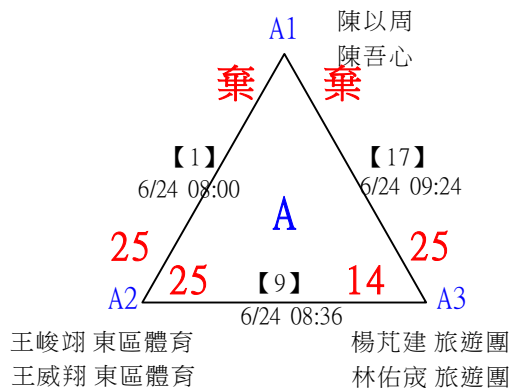 A1
陳以周
陳吾心
棄 棄
【1】
6/24 08:00
【17】
6/24 09:24
A
25
25
25
【9】
14
6/24 08:36
A2
A3
王峻翊 東區體育
王威翔 東區體育
楊芃建 旅遊團
林佑宬 旅遊團